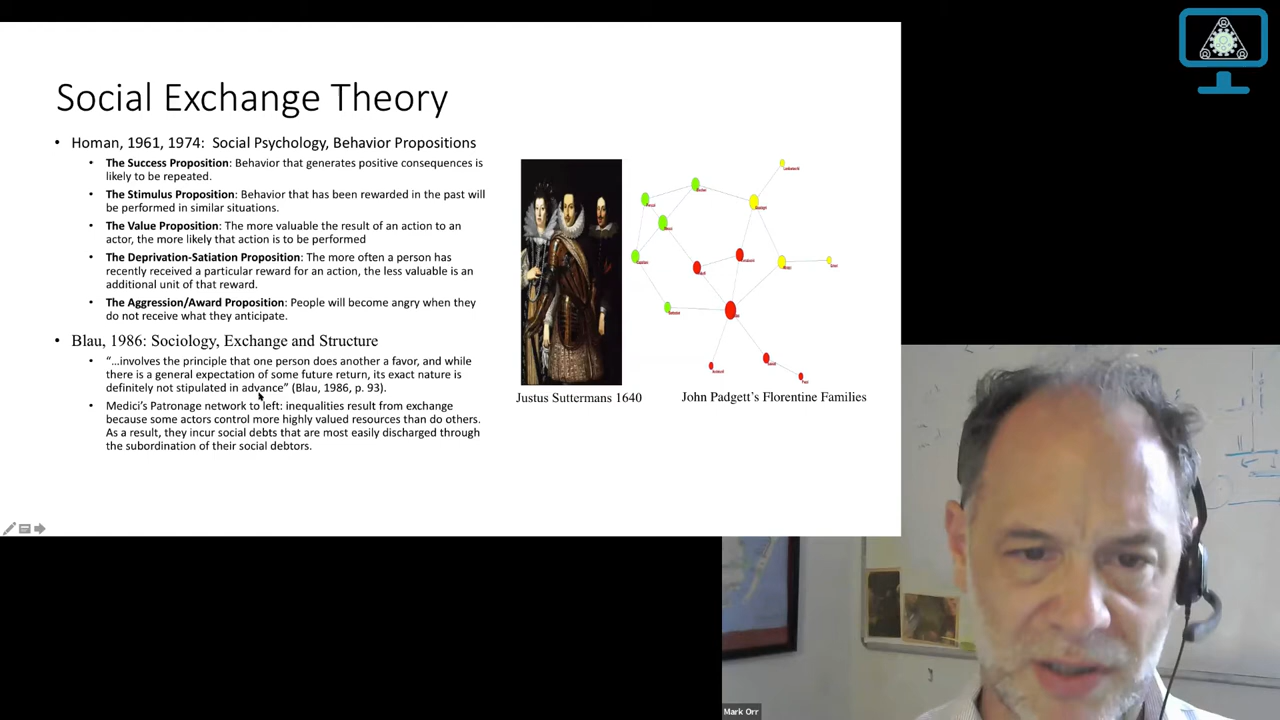 Social Exchange Theory
• Homan, 1961, 1974: Social Psychology, Behavior Propositions
• The Success Proposition: Behavior that generates positive consequences is
likely to be repeated.
• The Stimulus Proposition: Behavior that has been rewarded in the past will
be performed in similar situations.
• The Value Proposition: The more valuable the result of an action to an
actor, the more likely that action is to be performed
• The Deprivation-Satiation Proposition: The more often a person has
recently received a particular reward for an action, the less valuable is an
additional unit of that reward.
• The Aggression/Award Proposition: People will become angry when they
do not receive what they anticipate.
• Blau, 1986: Sociology, Exchange and Structure
• “…involves the principle that one person does another a favor, and while
there is a general expectation of some future return, its exact nature is
definitely not stipulated in advance” (Blau, 1986, p. 93).
• Medici’s Patronage network to left: inequalities result from exchange
because some actors control more highly valued resources than do others.
As a result, they incur social debts that are most easily discharged through
the subordination of their social debtors.
Justus Suttermans 1640
John Padgett’s Florentine Families
Mark Orr